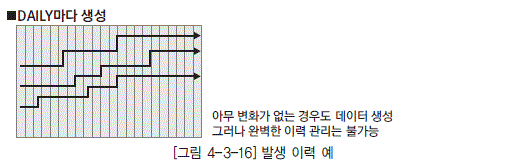 ■DAILY마다 생성
아무 변화가 없는 경우도 데이터 생성
그러나 완벽한 이력 관리는 불가능
[그림 4-3-16] 발생 이력 예